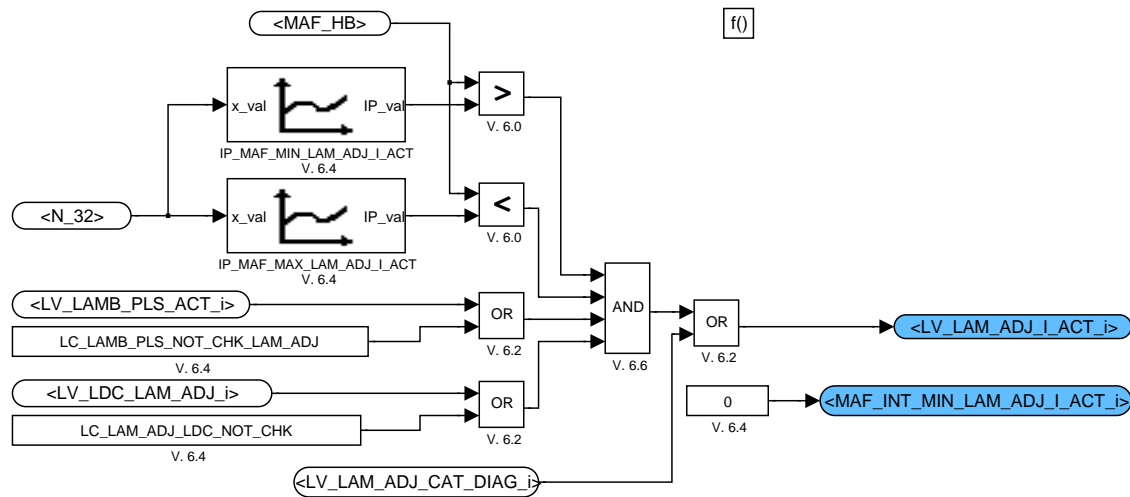 <MAF_HB>
f()
x_val
IP_val
>
V. 6.0
IP_MAF_MIN_LAM_ADJ_I_ACT
V. 6.4
<N_32>
x_val
IP_val
<
V. 6.0
IP_MAF_MAX_LAM_ADJ_I_ACT
V. 6.4
<LV_LAMB_PLS_ACT_i>
OR
V. 6.2
LC_LAMB_PLS_NOT_CHK_LAM_ADJ
V. 6.4
AND
V. 6.6
OR
V. 6.2
<LV_LAM_ADJ_I_ACT_i>
<LV_LDC_LAM_ADJ_i>
OR
V. 6.2
LC_LAM_ADJ_LDC_NOT_CHK
V. 6.4
0
V. 6.4
<MAF_INT_MIN_LAM_ADJ_I_ACT_i>
<LV_LAM_ADJ_CAT_DIAG_i>